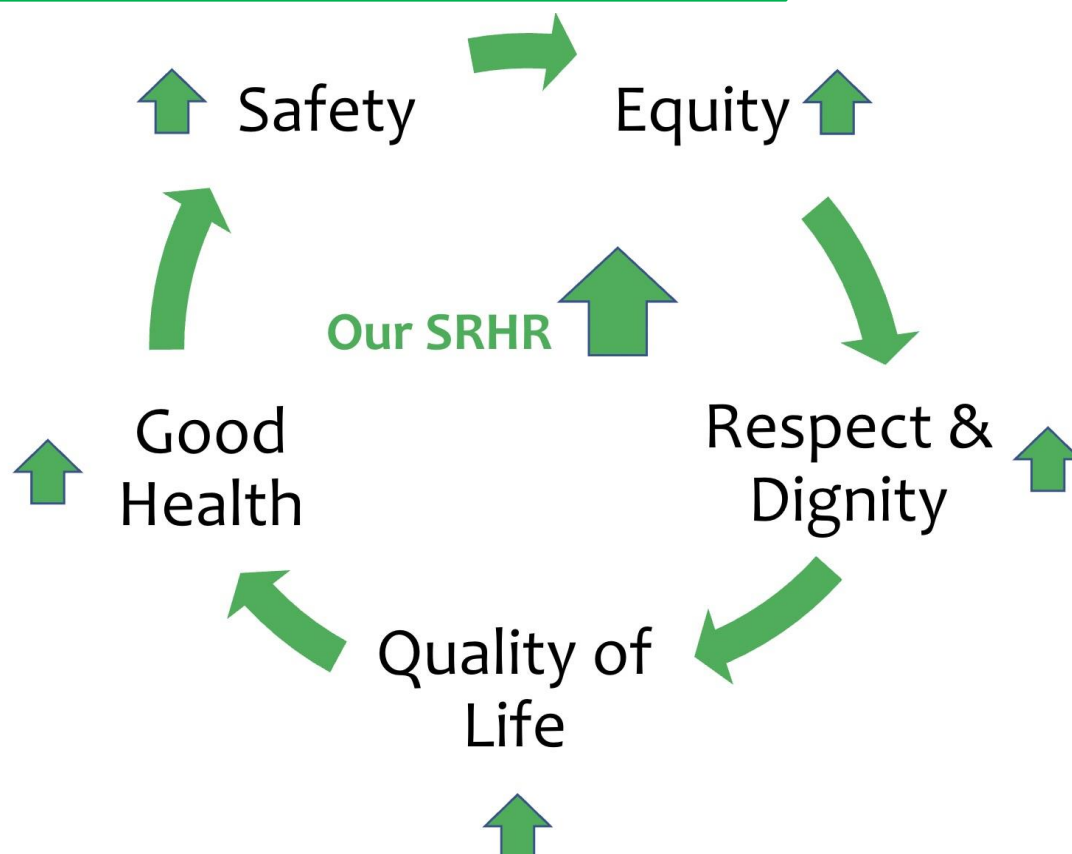 Safety
Equity
Our SRHR
Good
Health
Respect &
Dignity
Quality of
Life